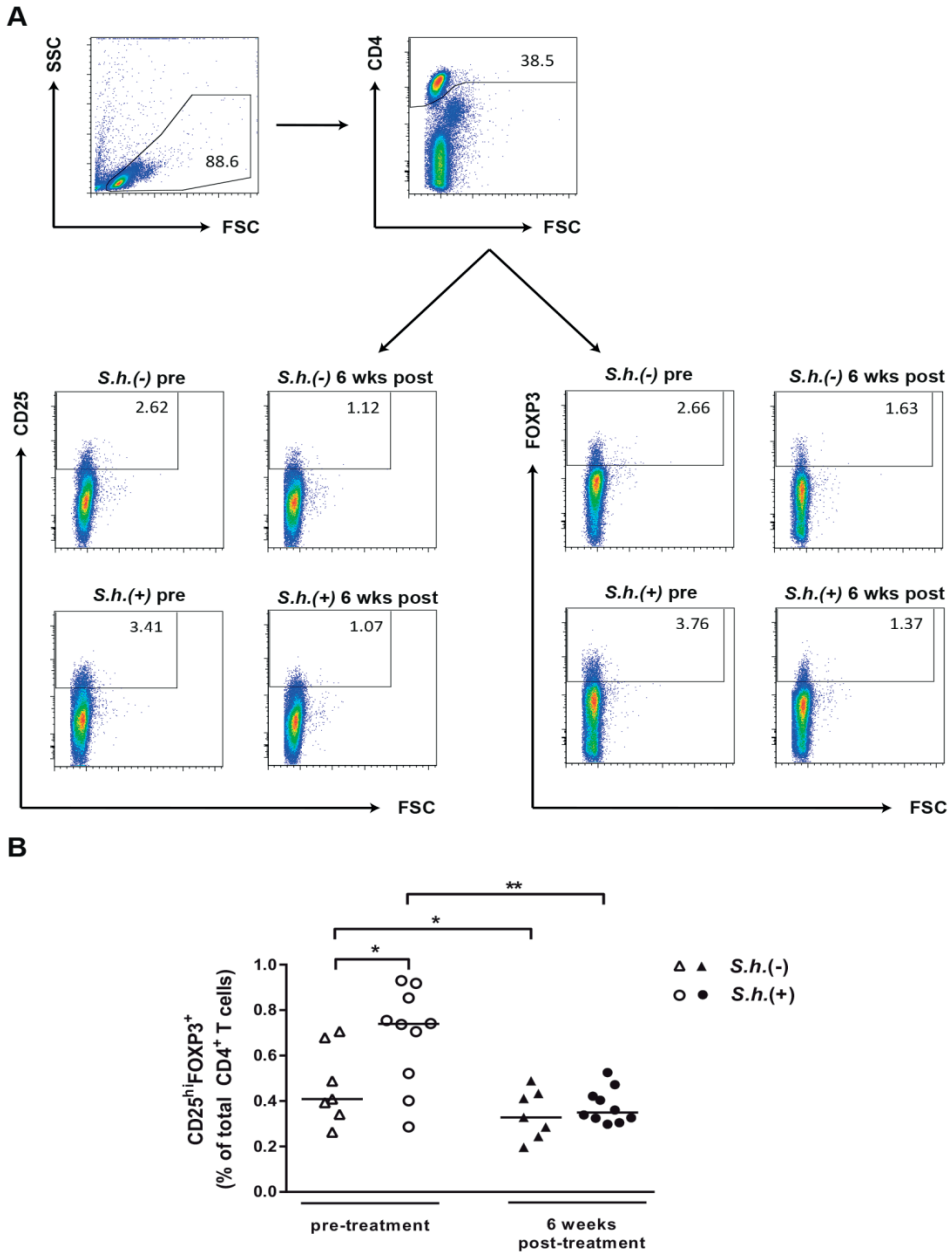 A
SSC
88.6
FSC
CD4
38.5
FSC
S.h.(-) pre
S.h.(-) 6 wks post
S.h.(-) pre
S.h.(-) 6 wks post
CD25
2.62
1.12
FOXP3
2.66
1.63
S.h.(+) pre
S.h.(+) 6 wks post
S.h.(+) pre
S.h.(+) 6 wks post
3.41
1.07
3.76
1.37
FSC
FSC
B
**
*
*
S.h.(-)
S.h.(+)
CD25hiFOXP3+
(% of total CD4+ T cells)
1.0
0.8
0.6
0.4
0.2
0.0
pre-treatment
6 weeks
post-treatment